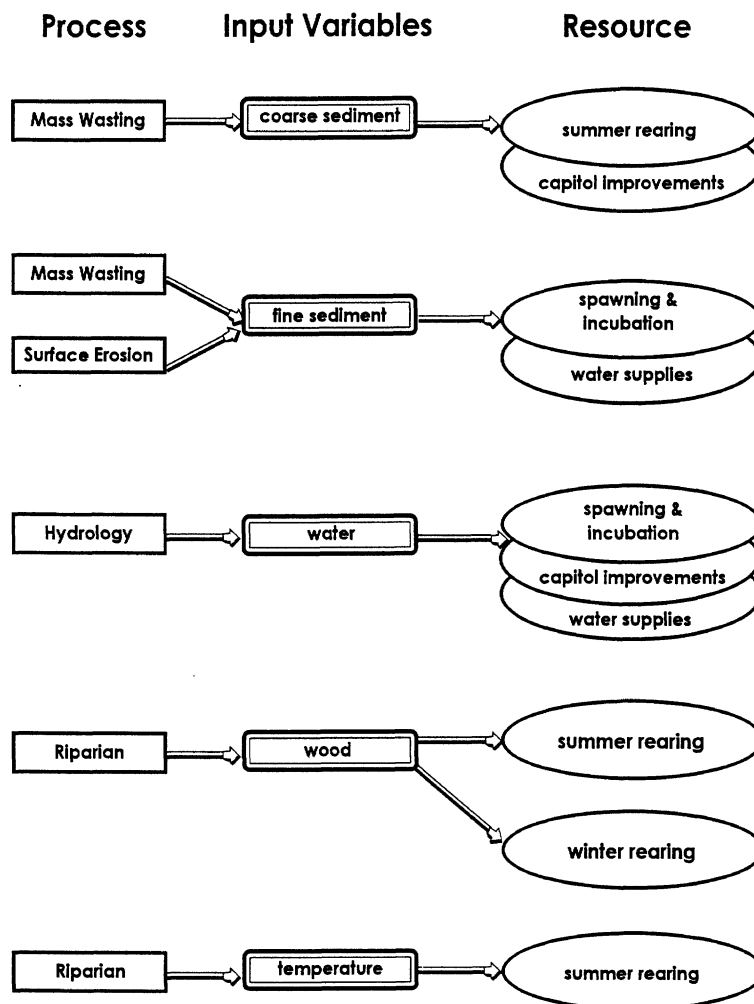 Process Input Variables Resource
Mass Wasting
coarse sediment
summer rearing
capitol improvements
Mass Wasting
Surface Erosion
fine sediment
spawning &
incubation
water supplies
Hydrology
water
spawning &
incubation
capitol improvements
water supplies
Riparian
wood
summer rearing
winter rearing
Riparian
temperature
summer rearing